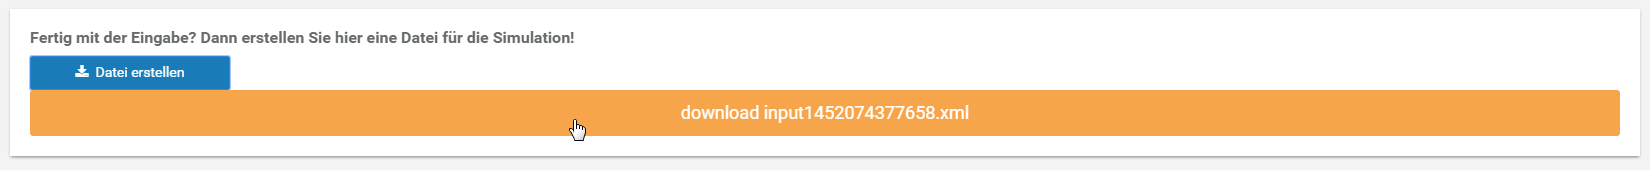 Fertig mit der Eingabe? Dann erstellen Sie hier eine Datei für die Simulation!
Datei erstellen
download input1452074377658.xml